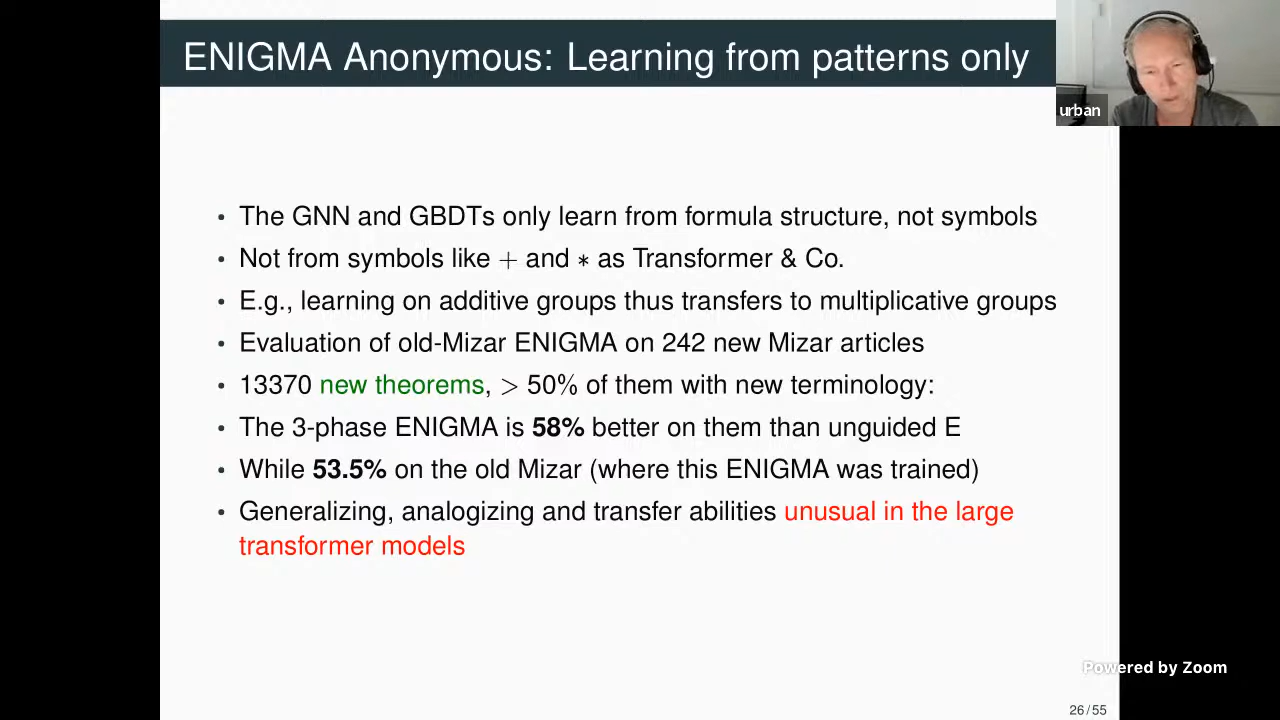 ENIGMA Anonymous: Learning from patterns only
urban
• The GNN and GBDTs only learn from formula structure, not symbols
• Not from symbols like + and ∗ as Transformer & Co.
• E.g., learning on additive groups thus transfers to multiplicative groups
• Evaluation of old-Mizar ENIGMA on 242 new Mizar articles
• 13370 new theorems, > 50% of them with new terminology:
• The 3-phase ENIGMA is 58% better on them than unguided E
• While 53.5% on the old Mizar (where this ENIGMA was trained)
• Generalizing, analogizing and transfer abilities unusual in the large
transformer models
Powered by Zoom
26/55